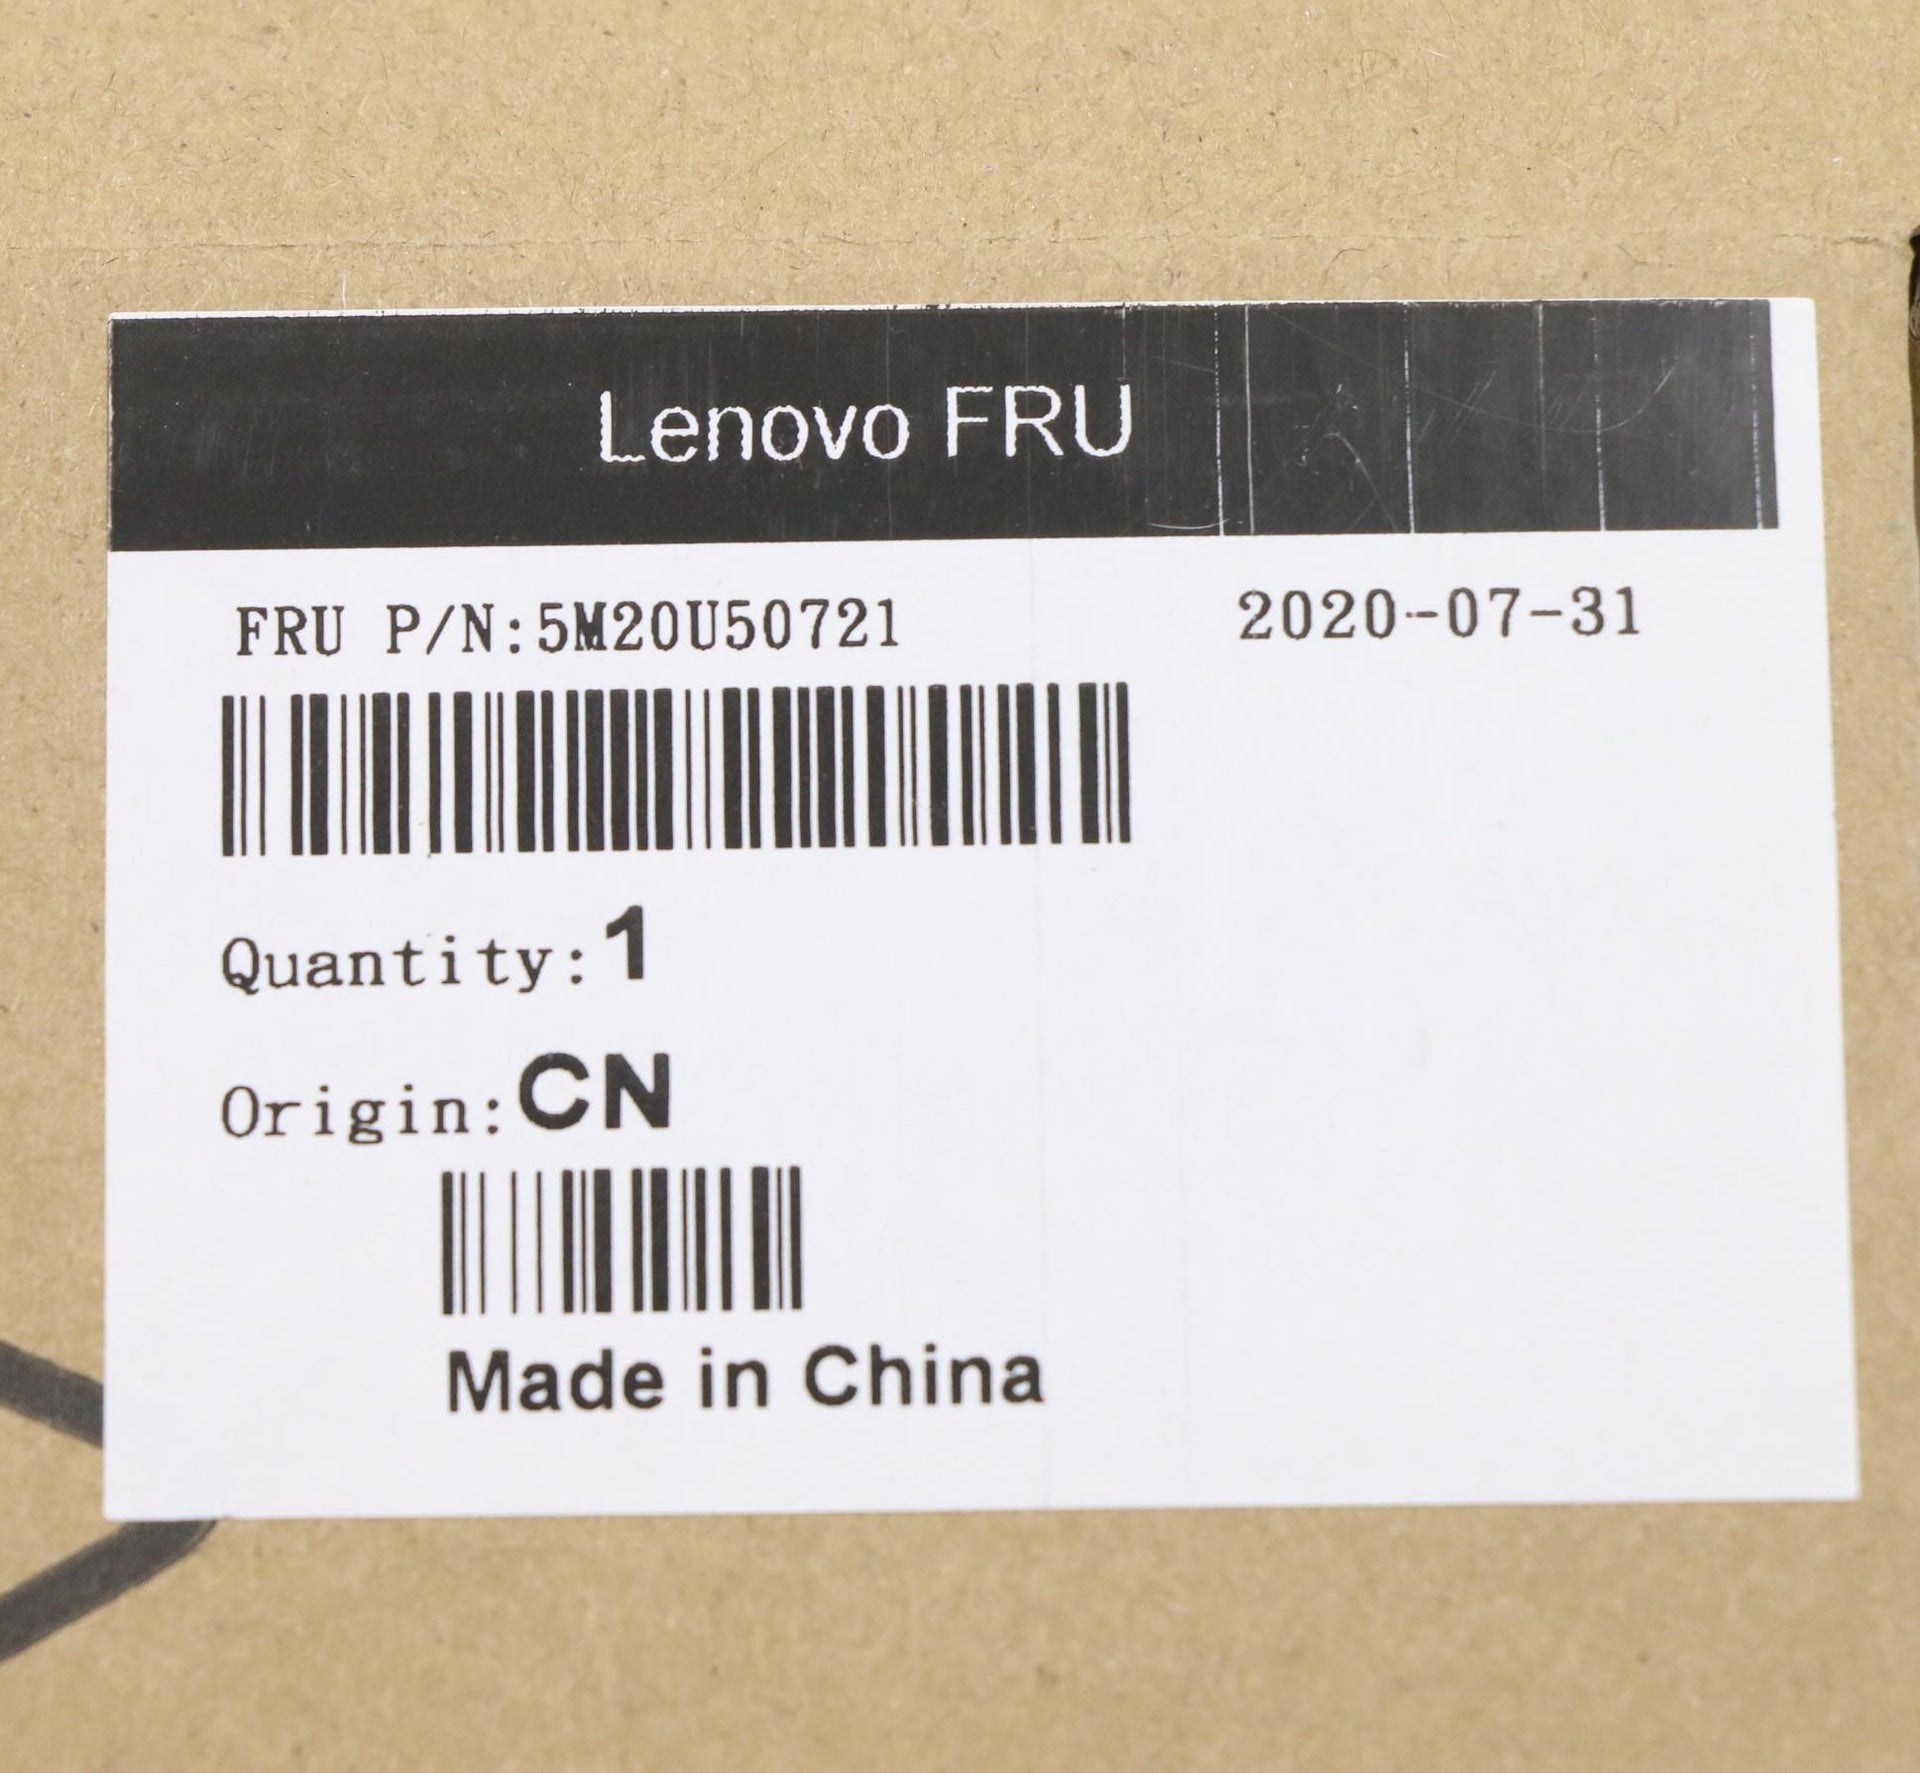 Lenovo FRU
FRU P/N:5M20U50721 2020-07-31
Quantity:1
Origin:CN
Made in China